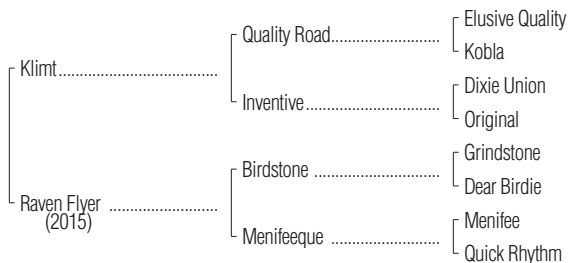 Elusive Quality
Quality Road
Kobla
Klimt
Dixie Union
Inventive
Original
Grindstone
Birdstone
Dear Birdie
Raven Flyer
(2015)
Menifee
Menifeeque
Quick Rhythm